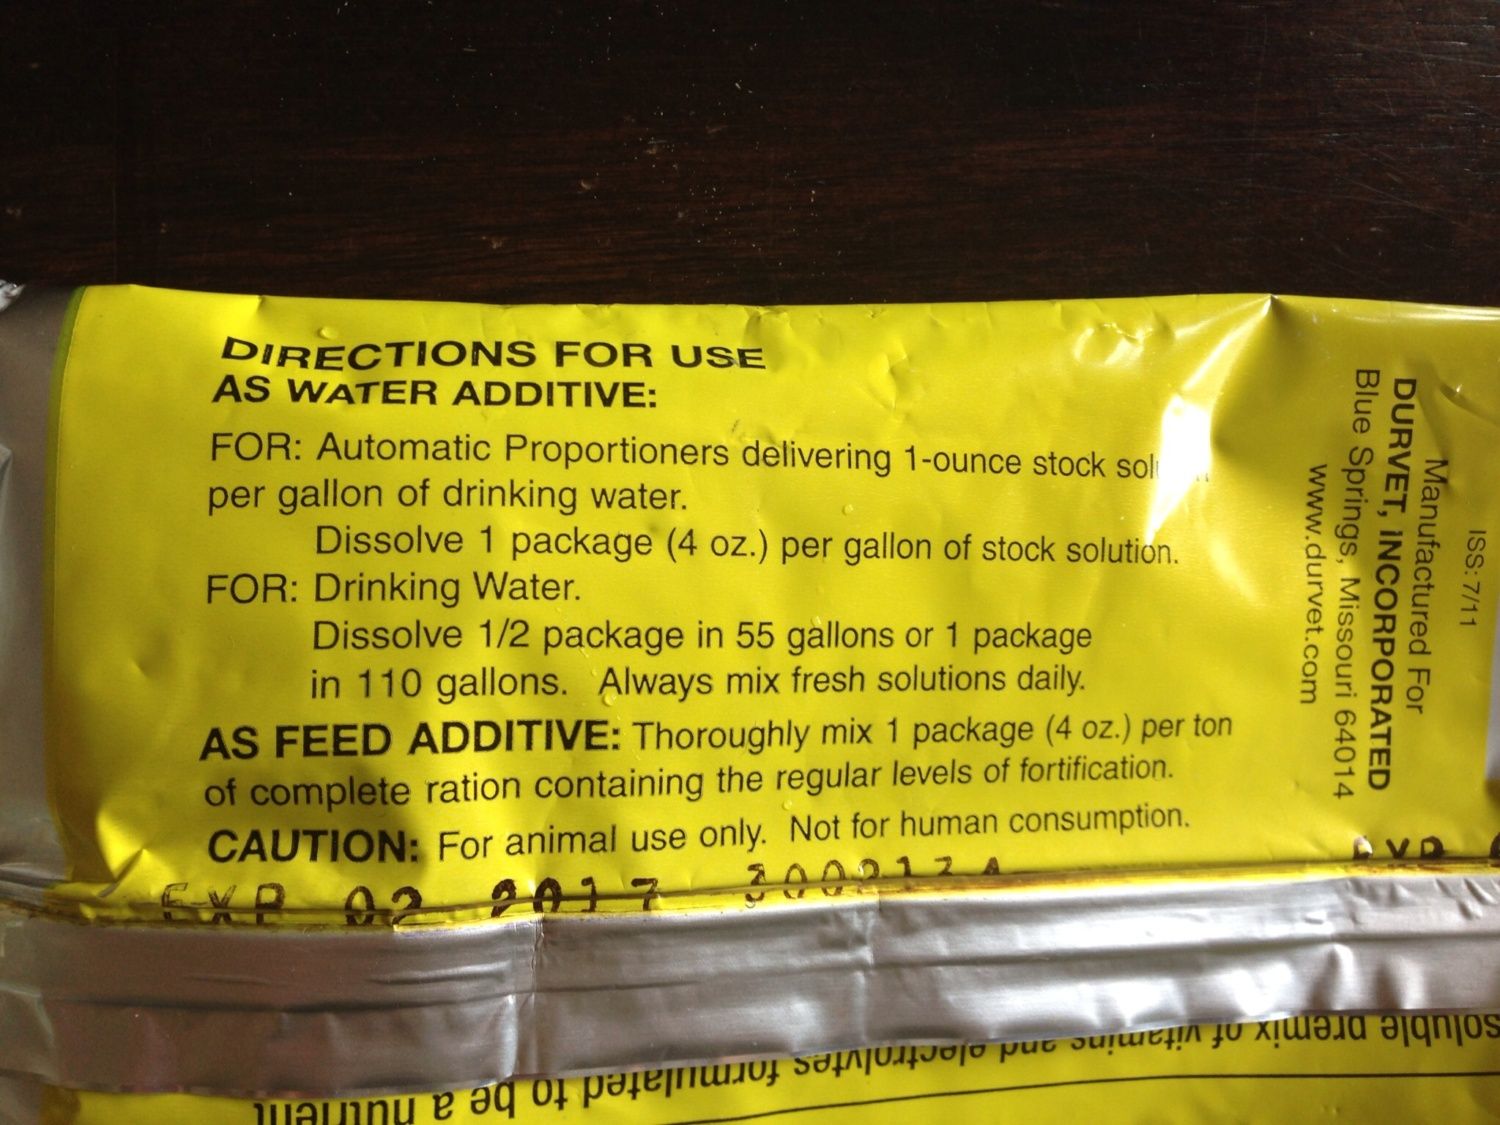 DIRECTIONS FOR USE
AS WATER ADDITIVE:
FOR: Automatic Proportioners delivering 1-ounce stock
per gallon of drinking water.
Dissolve 1 package (4 oz.) per gallon of stock solution.
FOR: Drinking Water.
Dissolve 1/2 package in 55 gallons or 1 package
in 110 gallons. Always mix fresh solutions daily.
AS FEED ADDITIVE: Thoroughly mix 1 package (4 oz.) per ton
of complete ration containing the regular levels of fortification.
CAUTION: For animal use only. Not for human consumption.
EXP 02 2017
EXP
ISS: 7/11
Manufactured For
DURVET, INCORPORATED
Blue Springs, Missouri 64014
www.durvet.com
soluble premix of vitamins and electrolytes formulated to be a nutrient